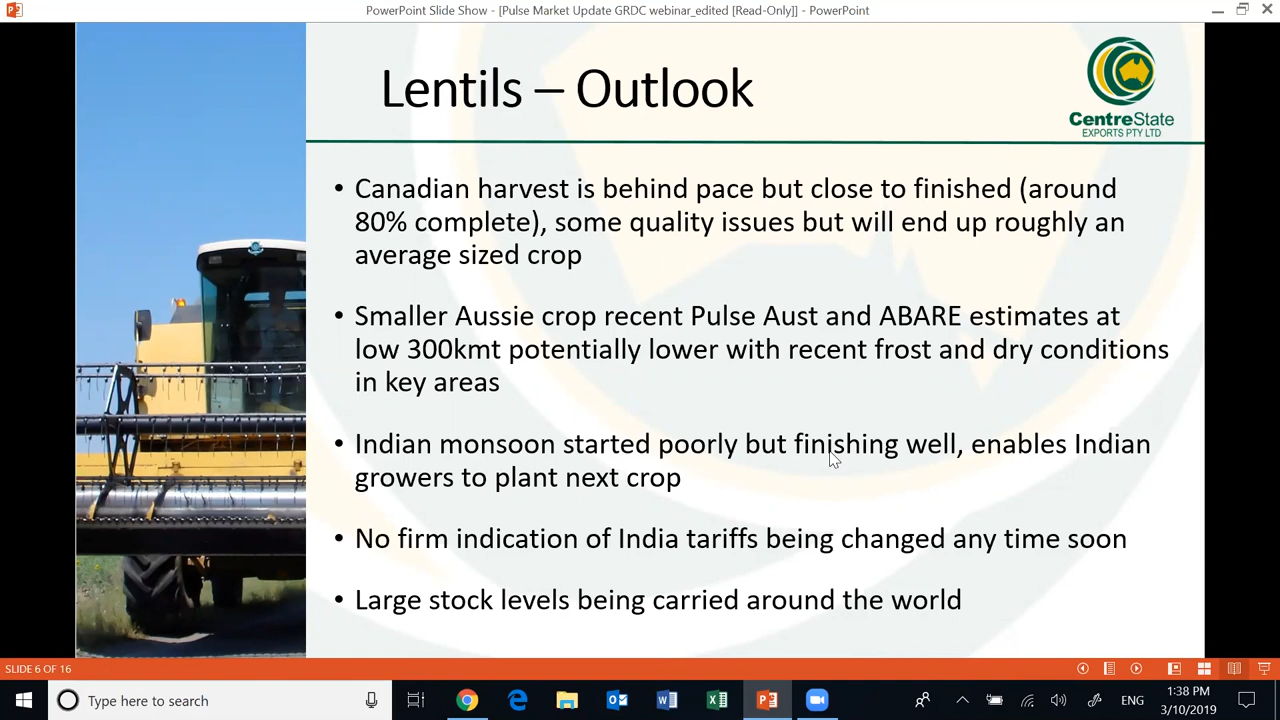 PowerPoint Slide Show - [Pulse Market Update GRDC webinar_edited [Read-Only]] - PowerPoint
Lentils – Outlook
CentreState
EXPORTS PTY LTD
• Canadian harvest is behind pace but close to finished (around
80% complete), some quality issues but will end up roughly an
average sized crop
• Smaller Aussie crop recent Pulse Aust and ABARE estimates at
low 300kmt potentially lower with recent frost and dry conditions
in key areas
• Indian monsoon started poorly but finishing well, enables Indian
growers to plant next crop
• No firm indication of India tariffs being changed any time soon
• Large stock levels being carried around the world
SLIDE 6 OF 16
Type here to search
ENG
1:38 PM
3/10/2019